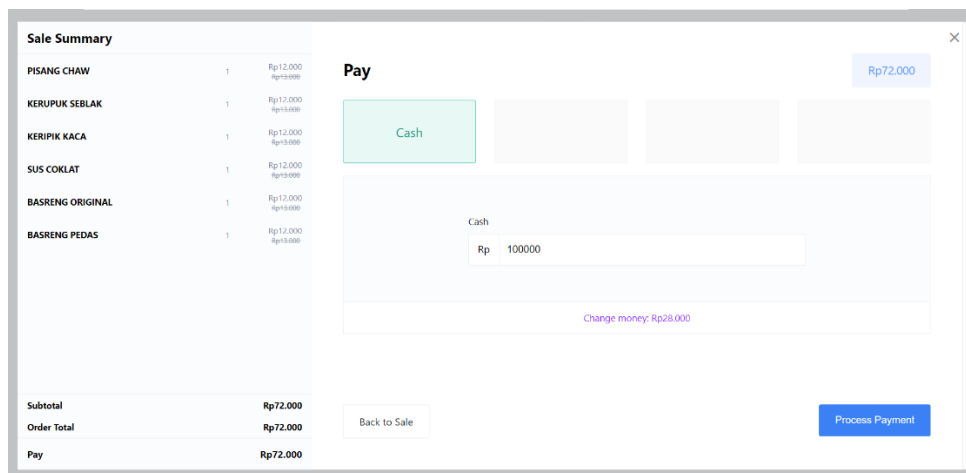 Sale Summary
PISANG CHAW 1 Rp12.000
Rp13.000
KERUPUK SEBLAK 1 Rp12.000
Rp13.000
KERIPIK KACA 1 Rp12.000
Rp13.000
SUS COKLAT 1 Rp12.000
Rp13.000
BASRENG ORIGINAL 1 Rp12.000
Rp13.000
BASRENG PEDAS 1 Rp12.000
Rp13.000
Subtotal Rp72.000
Order Total Rp72.000
Pay Rp72.000
×
Pay Rp72.000
Cash
Cash
Rp 100000
Change money: Rp28.000
Back to Sale Process Payment